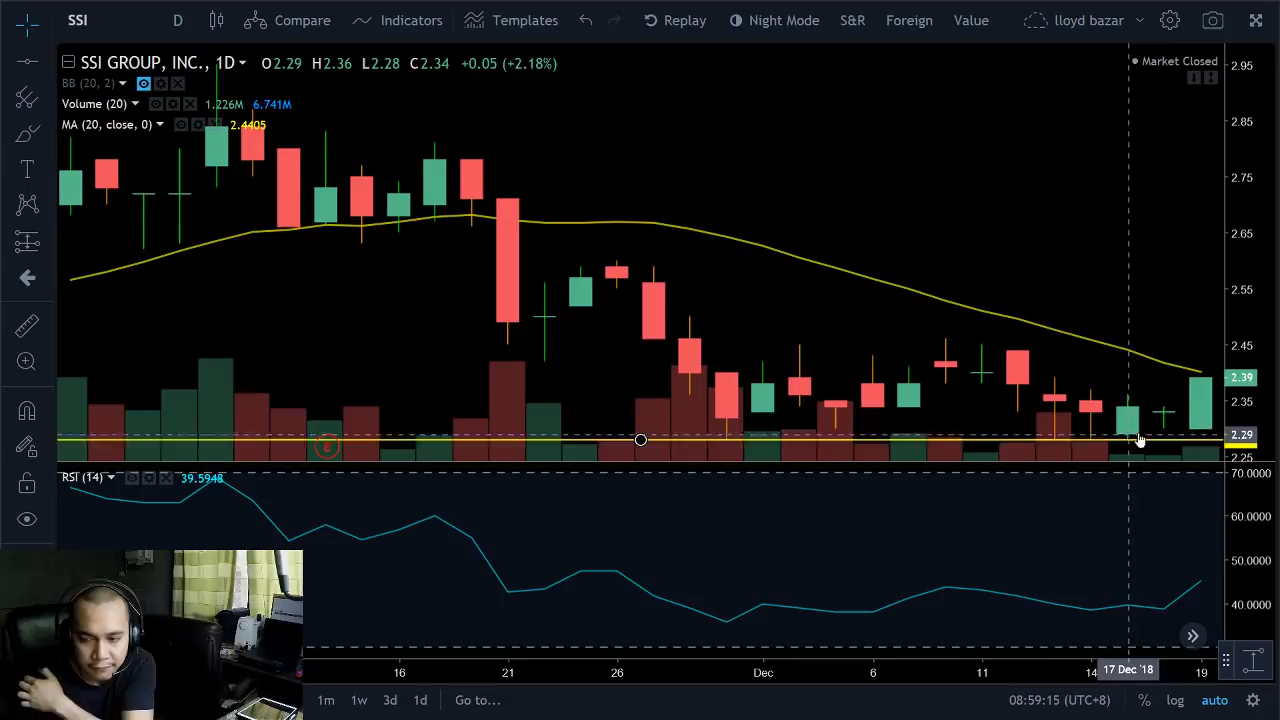 SSI D Compare Indicators Templates Replay Night Mode S&R Foreign Value lloyd bazar
SSI GROUP, INC., 1D O2.29 H2.36 L2.28 C2.34 +0.05 (+2.18%)
Market Closed
BB (20, 2)
Volume (20) 1.226M 6.741M
MA (20, close, 0) 2.4405
2.95
2.85
2.75
2.65
2.55
2.45
2.39
2.35
2.29
2.25
E
RSI (14) 39.5948
70.0000
60.0000
50.0000
40.0000
16 21 26 Dec 6 11 14 17 Dec '18 19
1m 1w 3d 1d Go to... 08:59:15 (UTC+8) % log auto